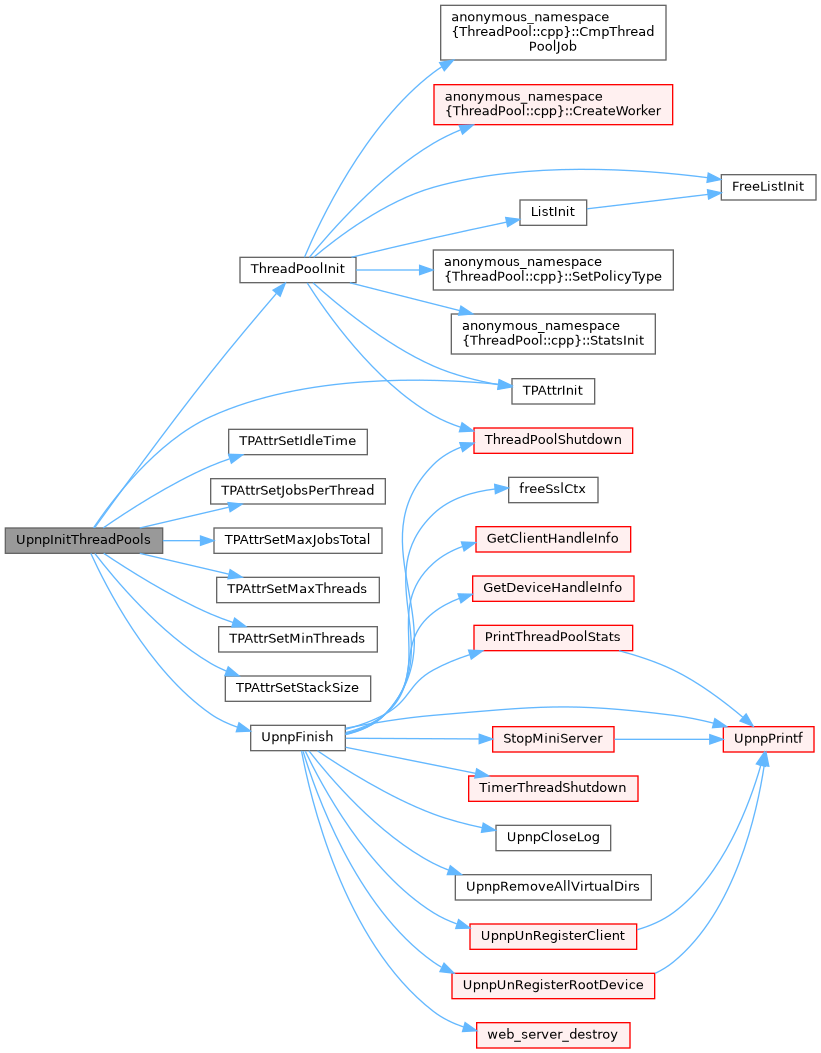 anonymous_namespace
{ThreadPool::cpp}::CmpThread
PoolJob
anonymous_namespace
{ThreadPool::cpp}::CreateWorker
FreeListInit
ListInit
ThreadPoolInit
anonymous_namespace
{ThreadPool::cpp}::SetPolicyType
anonymous_namespace
{ThreadPool::cpp}::StatsInit
TPAttrInit
TPAttrSetIdleTime
ThreadPoolShutdown
TPAttrSetJobsPerThread
freeSslCtx
UpnpInitThreadPools
TPAttrSetMaxJobsTotal
GetClientHandleInfo
TPAttrSetMaxThreads
GetDeviceHandleInfo
TPAttrSetMinThreads
PrintThreadPoolStats
TPAttrSetStackSize
UpnpFinish
StopMiniServer
UpnpPrintf
TimerThreadShutdown
UpnpCloseLog
UpnpRemoveAllVirtualDirs
UpnpUnRegisterClient
UpnpUnRegisterRootDevice
web_server_destroy